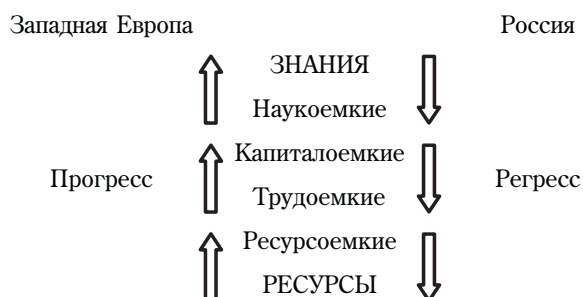 Западная Европа Россия
ЗНАНИЯ
Наукоемкие
Капиталоемкие
Прогресс Регресс
Трудоемкие
Ресурсоемкие
РЕСУРСЫ